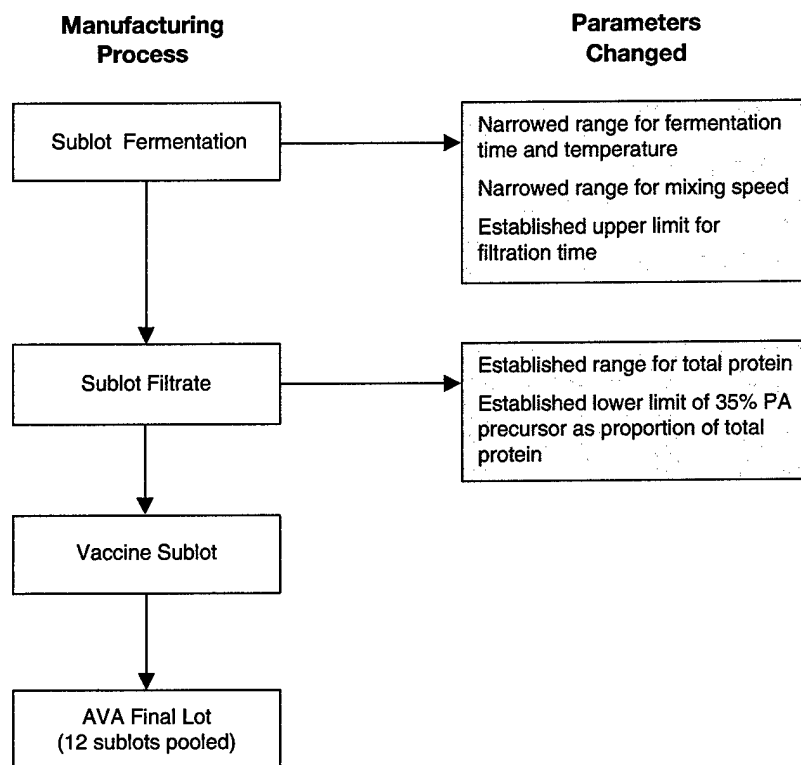 Manufacturing
Process
Parameters
Changed
Sublot Fermentation
Narrowed range for fermentation
time and temperature
Narrowed range for mixing speed
Established upper limit for
filtration time
Sublot Filtrate
Established range for total protein
Established lower limit of 35% PA
precursor as proportion of total
protein
Vaccine Sublot
AVA Final Lot
(12 sublots pooled)